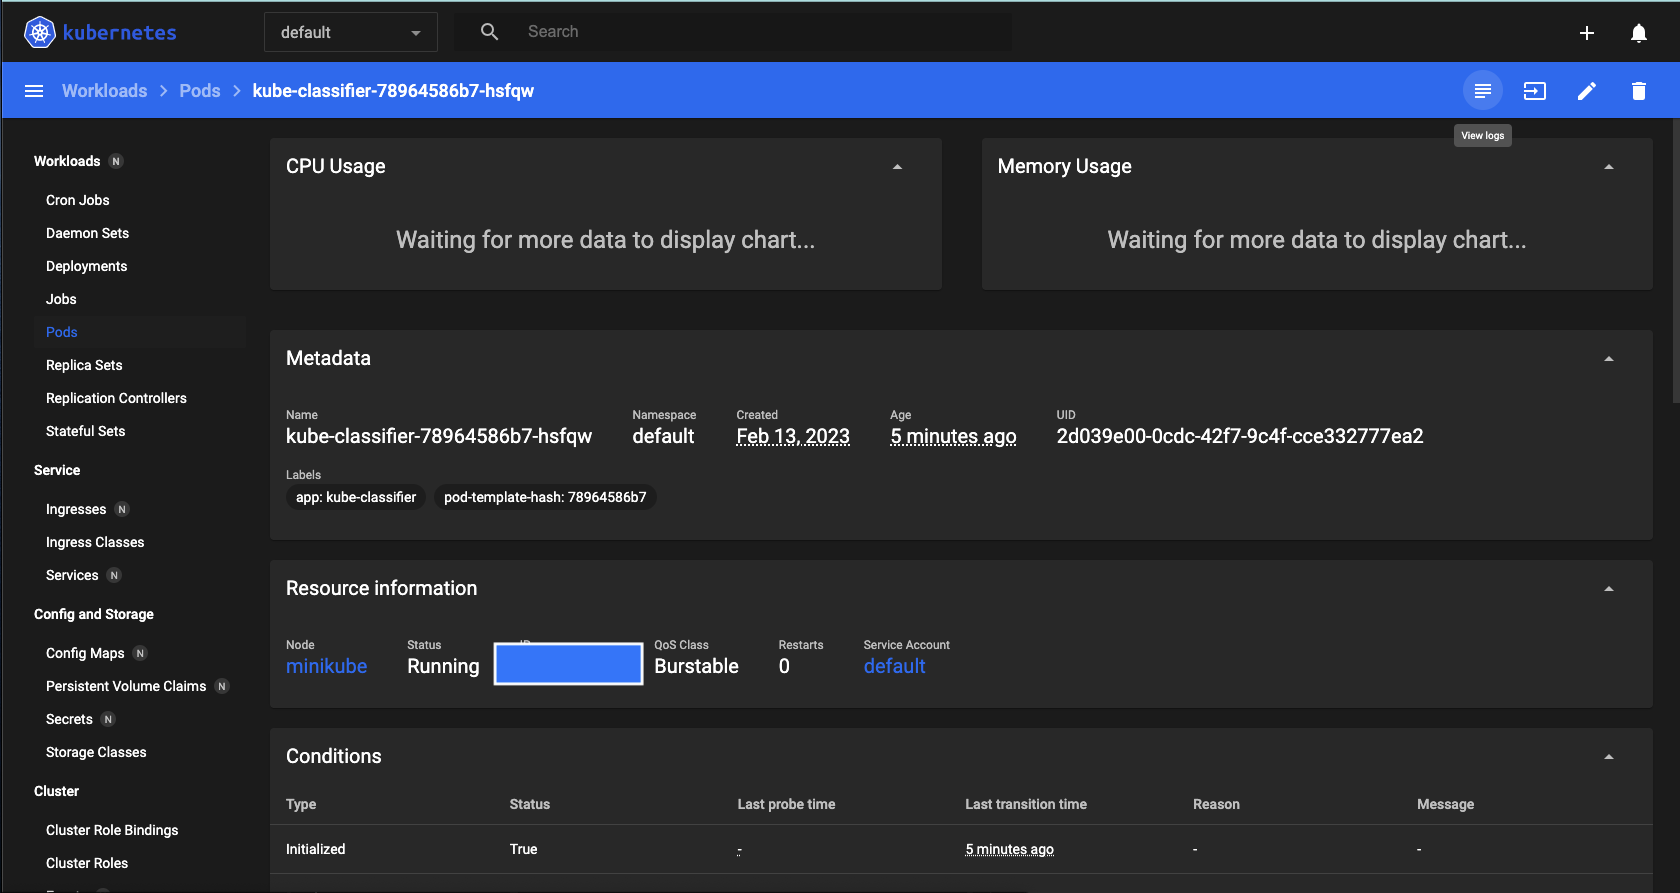 kubernetes
default
Search
Workloads > Pods > kube-classifier-78964586b7-hsfqw
View logs
Workloads N
Cron Jobs
Daemon Sets
Deployments
Jobs
Pods
Replica Sets
Replication Controllers
Stateful Sets
Service
Ingresses N
Ingress Classes
Services N
Config and Storage
Config Maps N
Persistent Volume Claims N
Secrets N
Storage Classes
Cluster
Cluster Role Bindings
Cluster Roles
CPU Usage
Waiting for more data to display chart...
Memory Usage
Waiting for more data to display chart...
Metadata
Name Namespace Created Age UID
kube-classifier-78964586b7-hsfqw default Feb 13, 2023 5 minutes ago 2d039e00-0cdc-42f7-9c4f-cce332777ea2
Labels
app: kube-classifier pod-template-hash: 78964586b7
Resource information
Node Status QoS Class Restarts Service Account
minikube Running Burstable 0 default
Conditions
Type Status Last probe time Last transition time Reason Message
Initialized True - 5 minutes ago - -